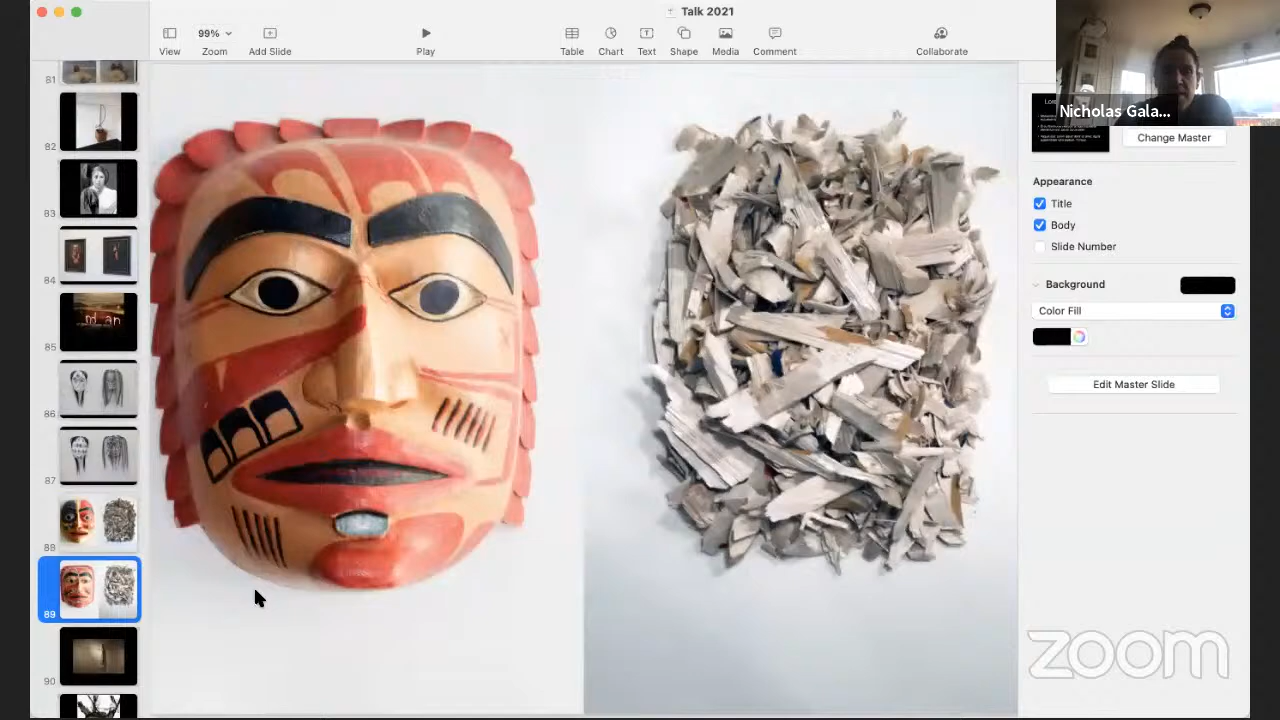 Talk 2021
99%
View
Zoom
Add Slide
Play
Table
Chart
Text
Shape
Media
Comment
Collaborate
Nicholas Gala...
Change Master
Appearance
Title
Body
Slide Number
Background
Color Fill
Edit Master Slide
81
82
83
84
85
86
87
88
89
90
zoom